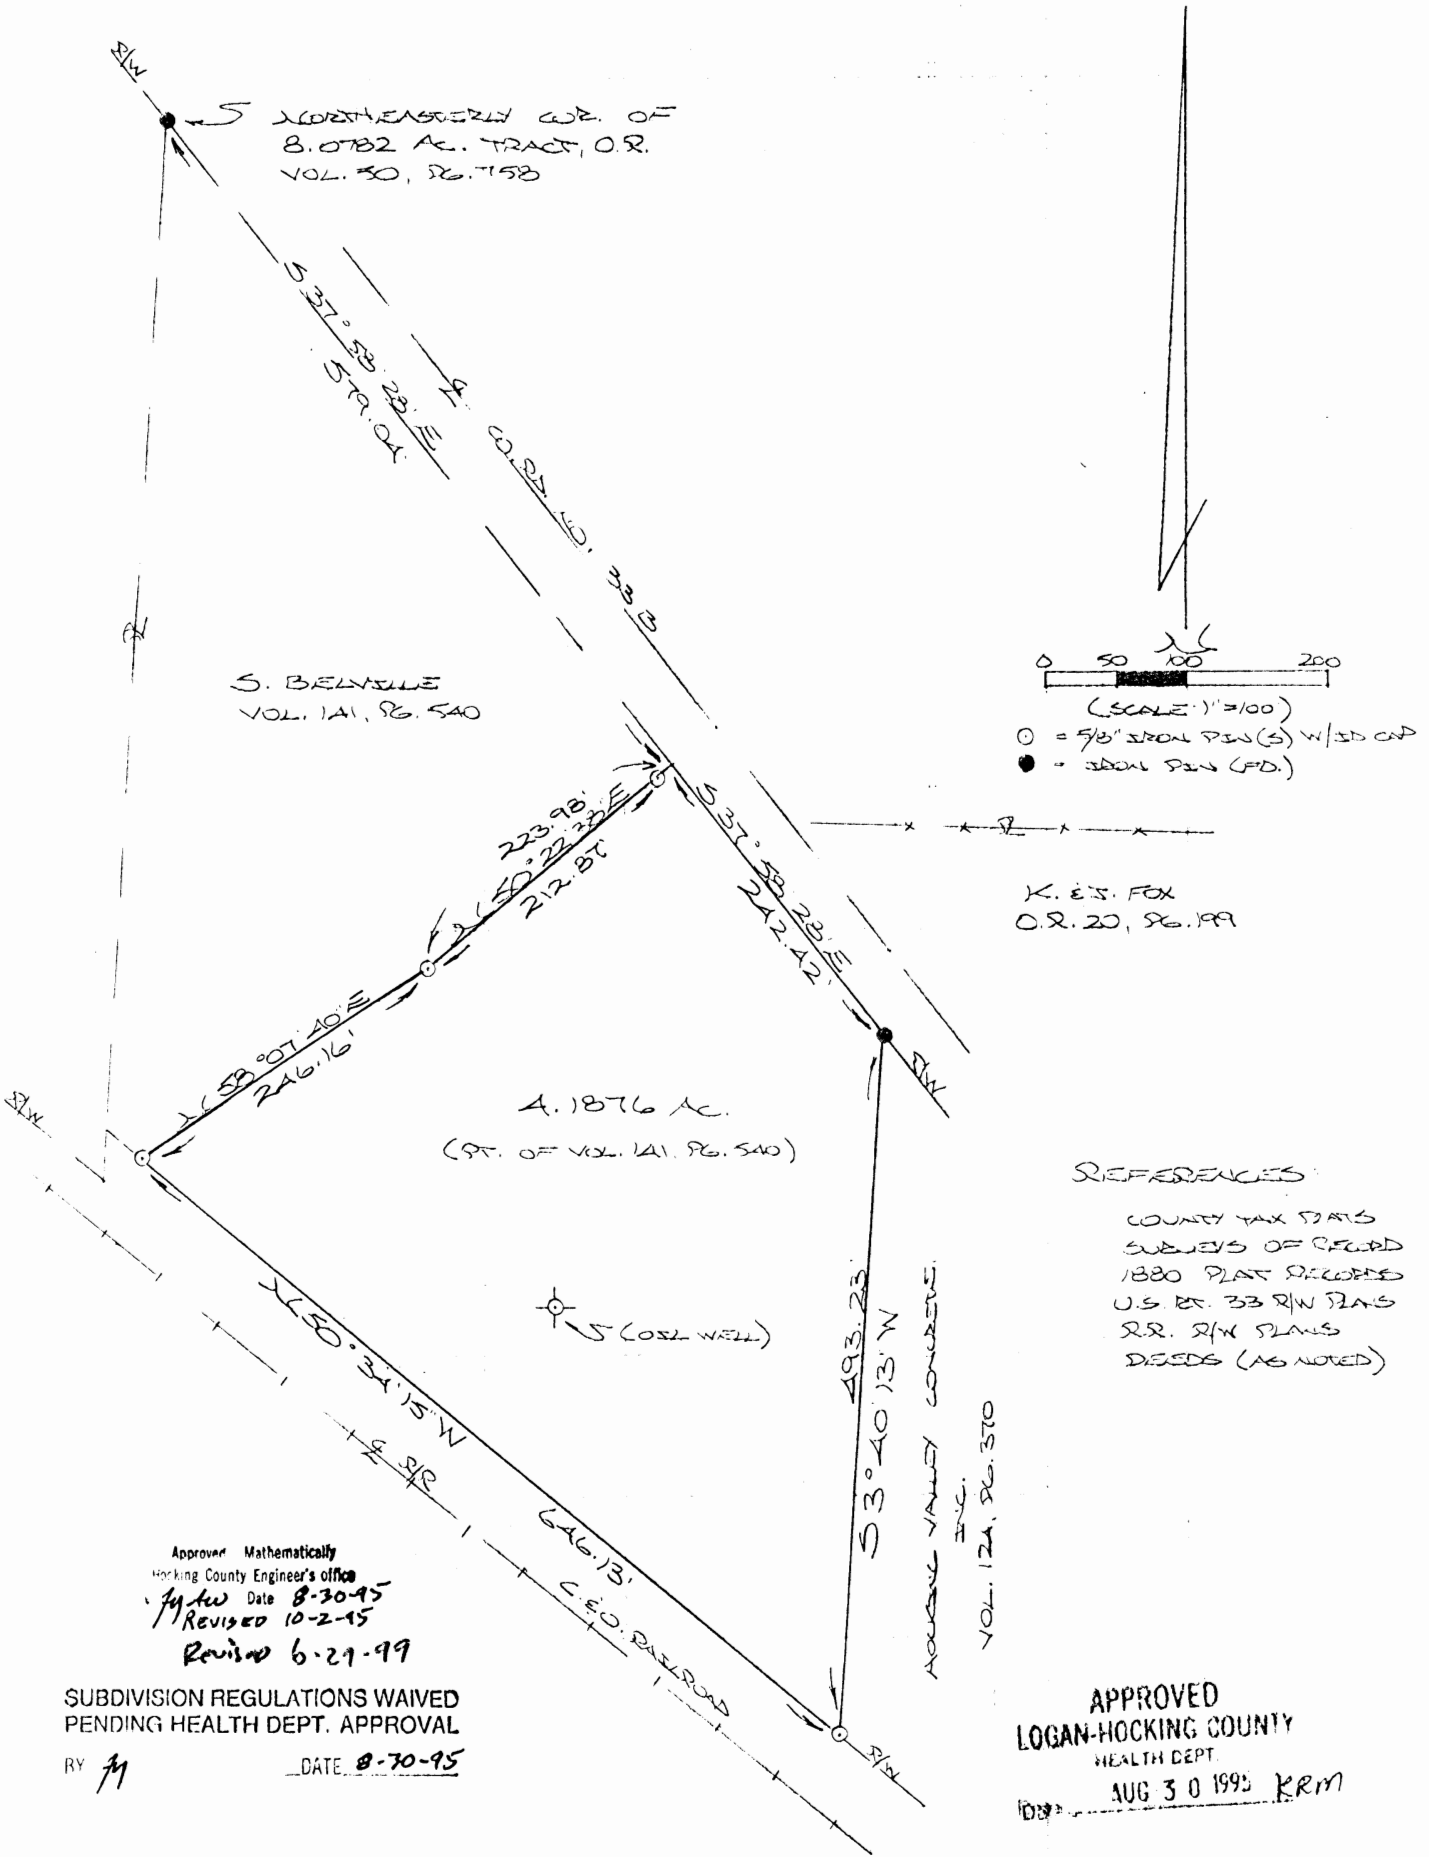 R/W
NORTHEASTERLY COR. OF
8.0782 AC. TRACT, O.R.
VOL. 30, PG. 758
S 37° 58' 28" E
579.04'
℄
CO. RD. NO. 33 B
℄
S. BELVILLE
VOL. 141, PG. 540
N
0 50 100 200
(SCALE 1"=100')
⊙ = 5/8" IRON PIN(S) W/ID CAP
● = IRON PIN (FD.)
223.98'
N 50° 22' 38" E
212.87'
S 37° 58' 28" E
242.42'
K. & J. FOX
O.R. 20, PG. 199
N 58° 07' 40" E
246.16'
R/W
R/W
4.1876 AC.
(PT. OF VOL. 141, PG. 540)
REFERENCES:
COUNTY TAX PLATS
SURVEYS OF RECORD
1880 PLAT RECORDS
U.S. RT. 33 R/W PLANS
R.R. R/W PLANS
DEEDS (AS NOTED)
(OIL WELL)
493.23'
S 3° 40' 13" W
HOCKING VALLEY CONCRETE,
INC.
VOL. 124, PG. 370
N 50° 34' 15" W
646.13'
℄ R/R
C. & O. RAILROAD
R/W
Approved Mathematically
Hocking County Engineer's office
Date 8-30-95
REVISED 10-2-95
Revised 6-29-99
SUBDIVISION REGULATIONS WAIVED
PENDING HEALTH DEPT. APPROVAL
BY DATE 8-30-95
APPROVED
LOGAN-HOCKING COUNTY
HEALTH DEPT.
AUG 30 1995 KRM